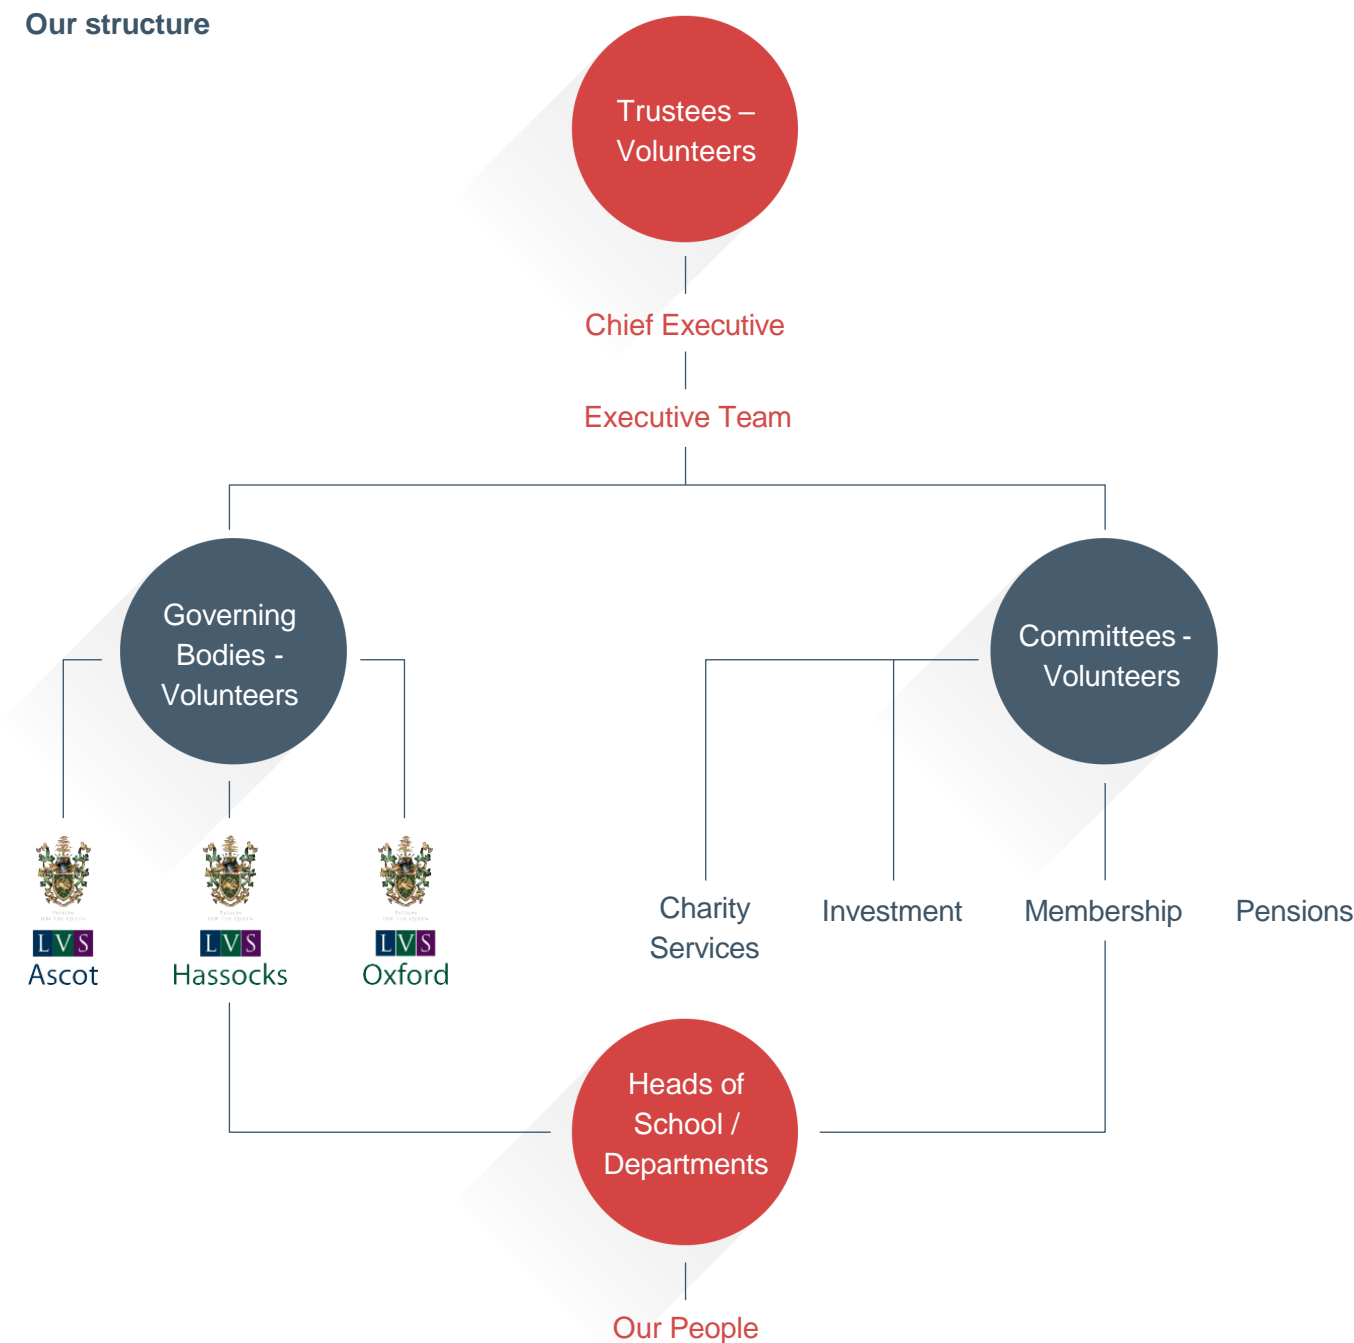 Our structure
Trustees –
Volunteers
Chief Executive
Executive Team
Governing
Bodies -
Volunteers
Committees -
Volunteers
LVS
Ascot
LVS
Hassocks
LVS
Oxford
Charity
Services
Investment
Membership
Pensions
Heads of
School /
Departments
Our People